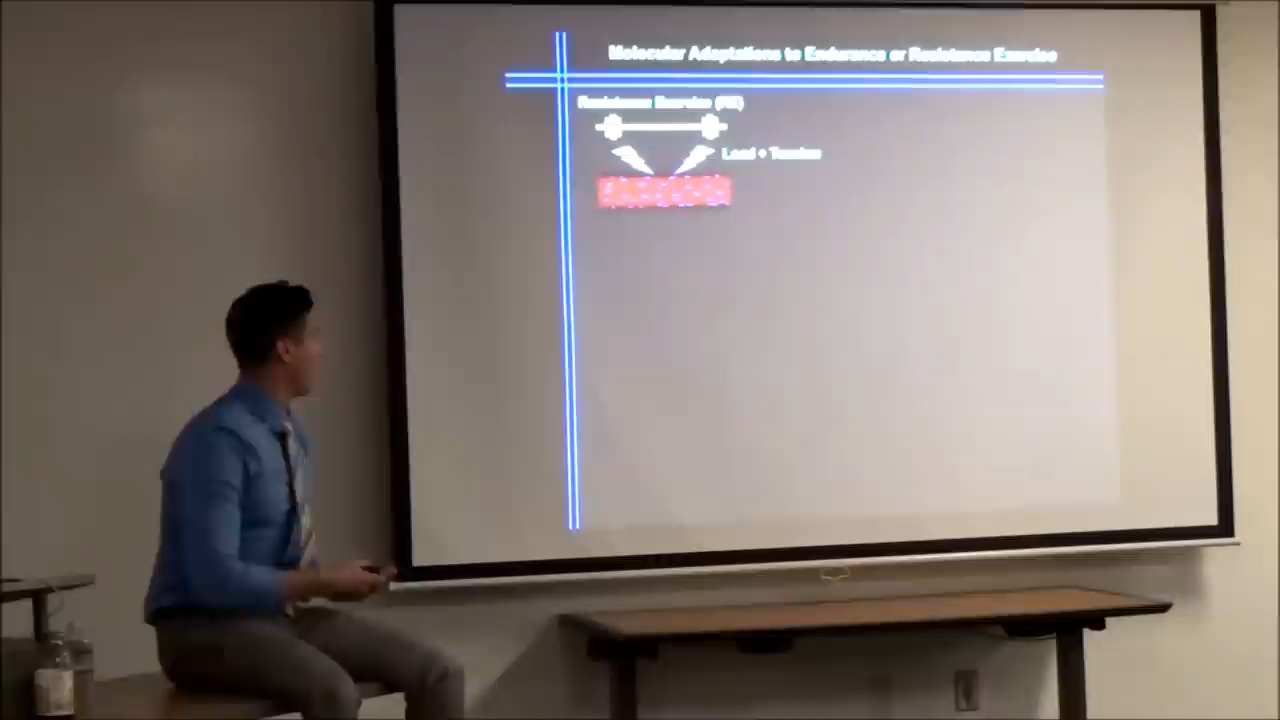 Molecular Adaptations to Endurance or Resistance Exercise
Resistance Exercise (RE)
Load + Tension